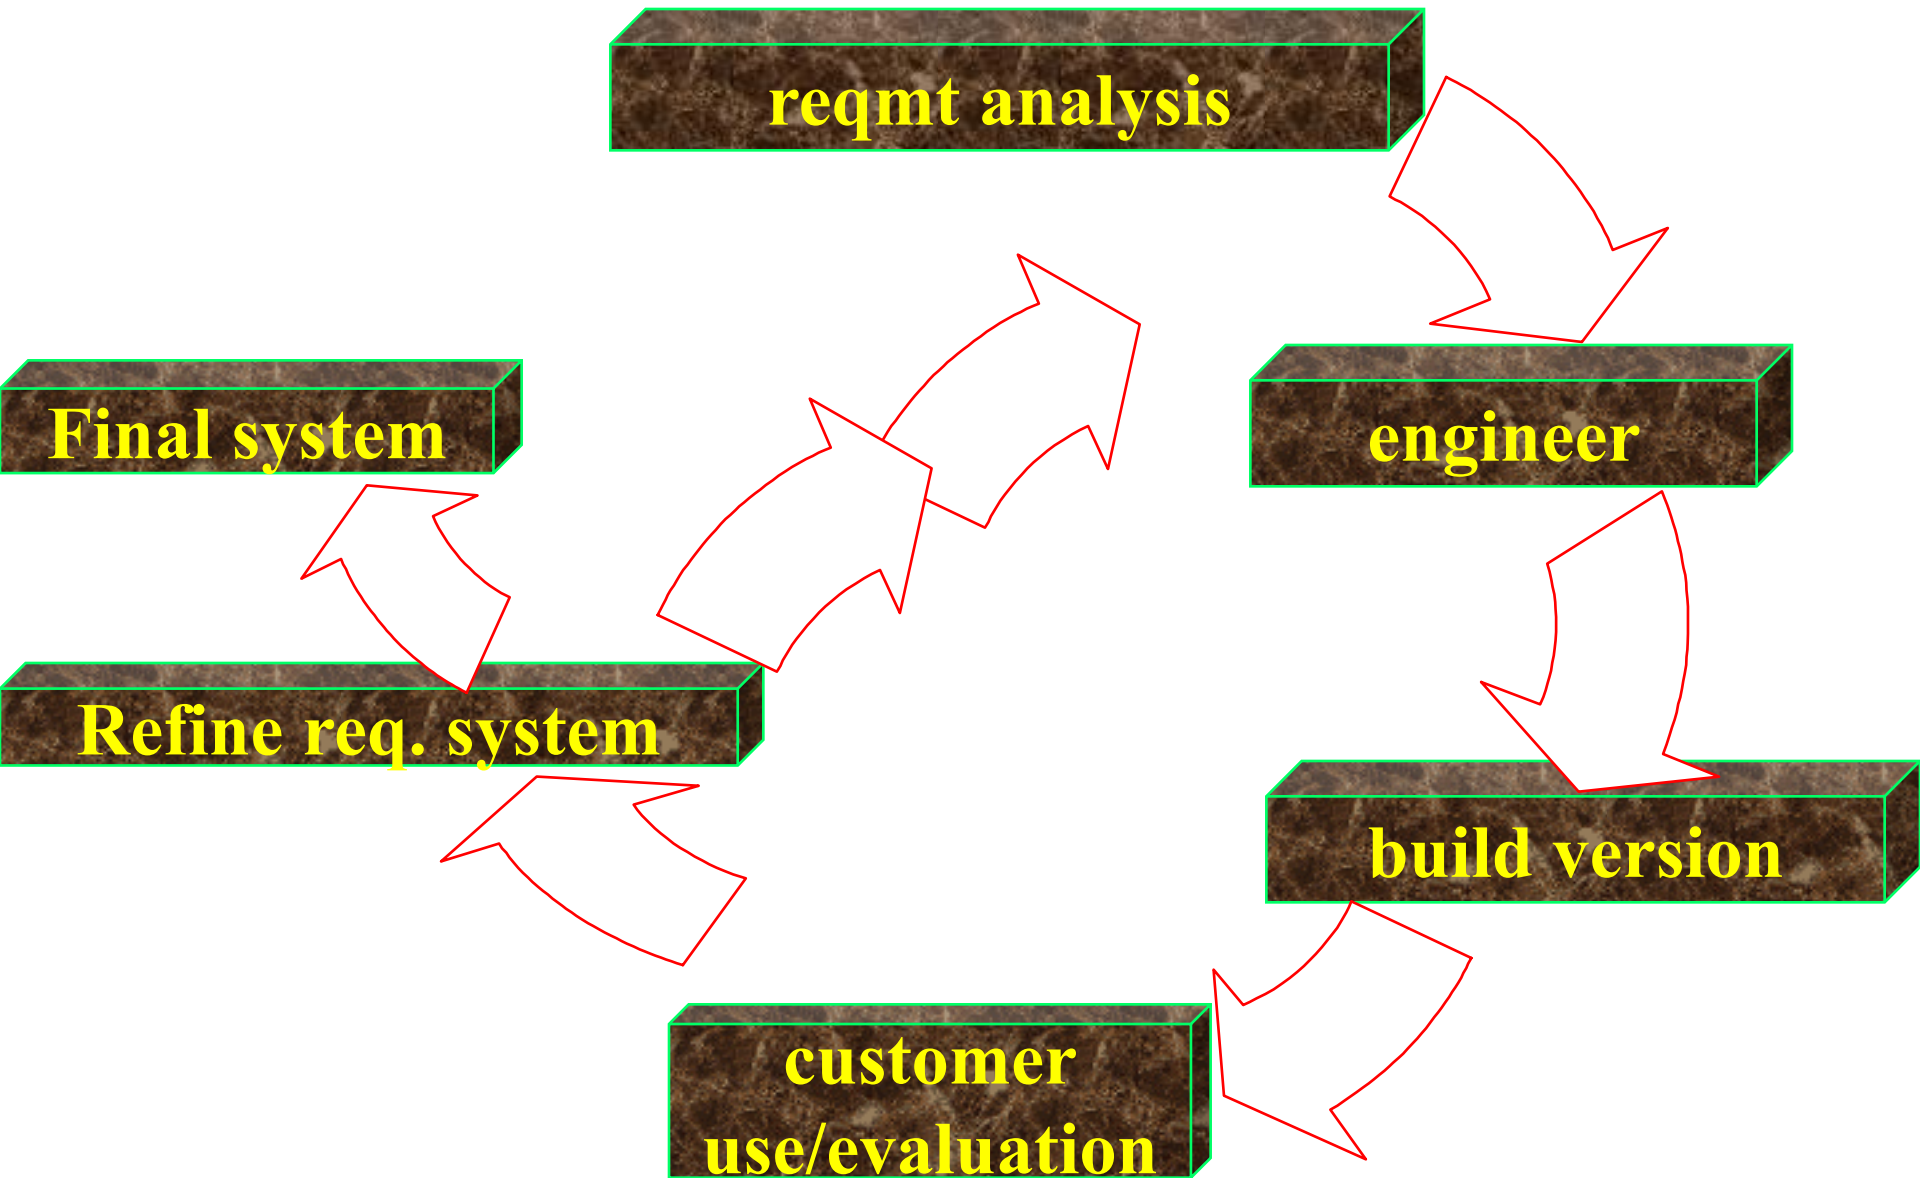 reqmt analysis
Final system
engineer
Refine req. system
build version
customer
use/evaluation